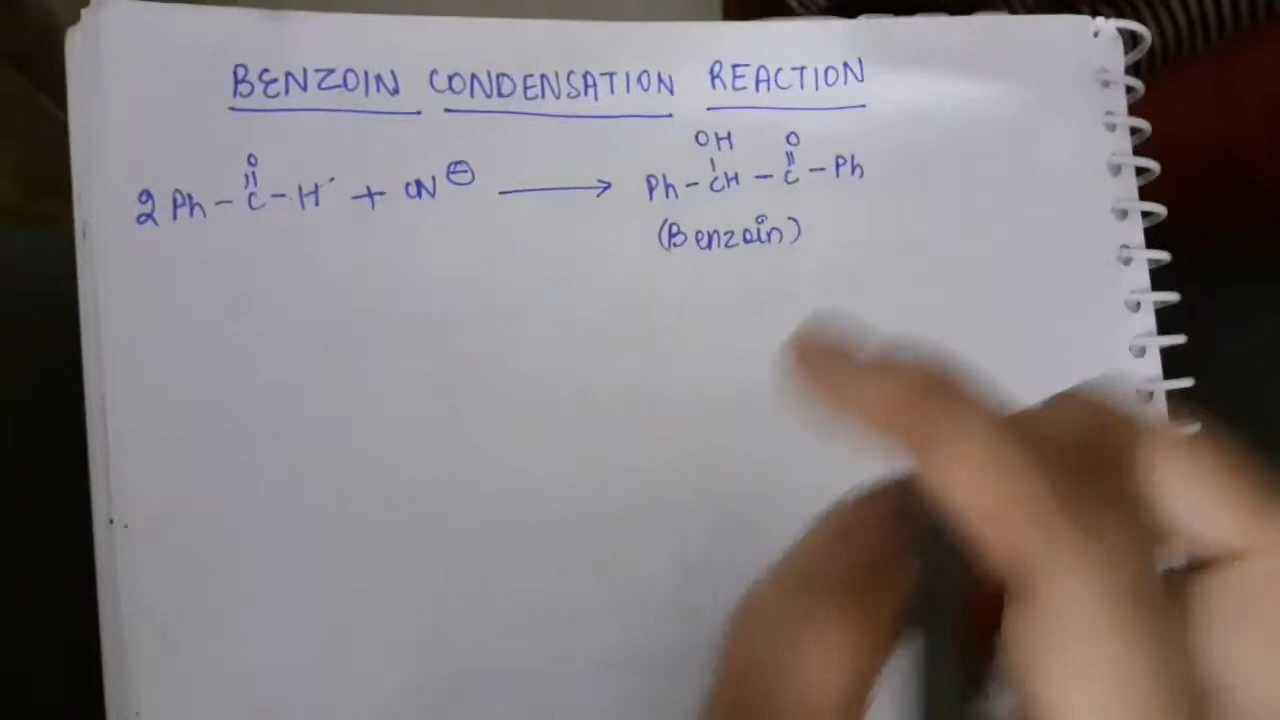 BENZOIN CONDENSATION REACTION
O OH O
2 Ph - C - H + CN ⊖ ⟶ Ph - CH - C - Ph
(Benzoin)